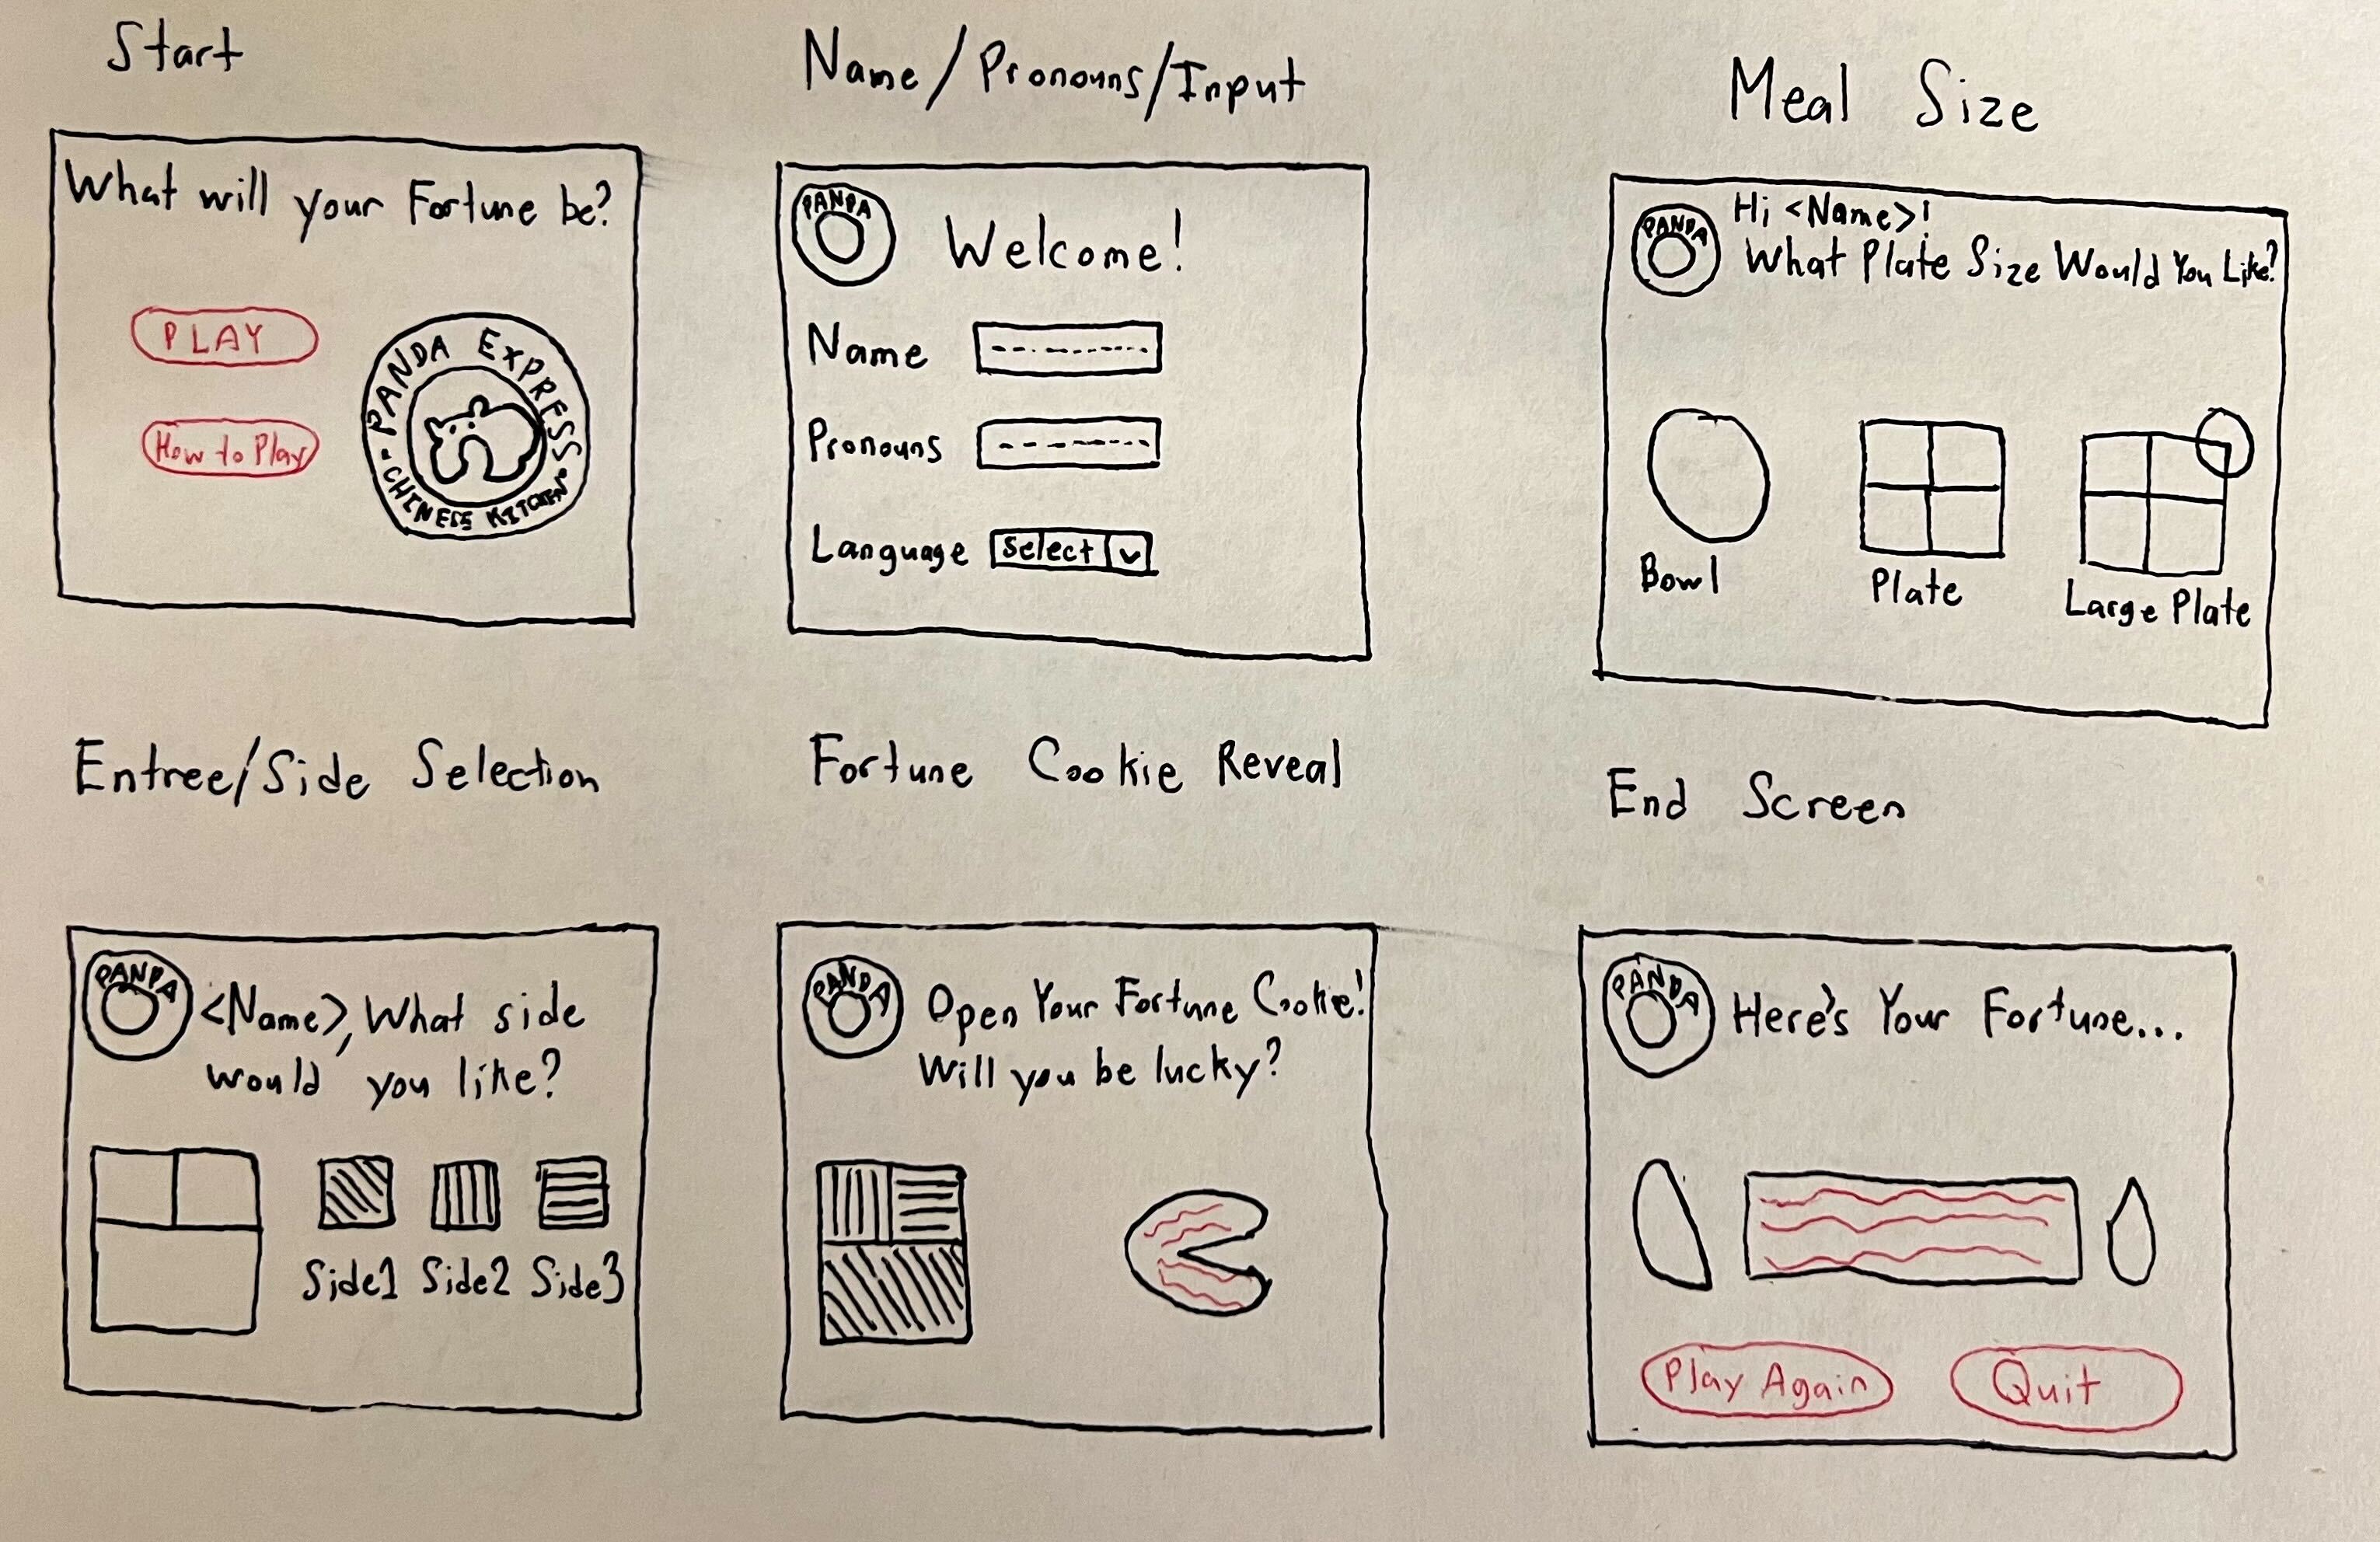 Start
What will your Fortune be?
PLAY
How to Play
PANDA EXPRESS
CHINESE KITCHEN
Name/Pronouns/Input
PANDA
Welcome!
Name
Pronouns
Language Select
Meal Size
PANDA
Hi <Name>!
What Plate Size Would You Like?
Bowl
Plate
Large Plate
Entree/Side Selection
PANDA
<Name>, What side
would you like?
Side1 Side2 Side3
Fortune Cookie Reveal
PANDA
Open Your Fortune Cookie!
Will you be lucky?
End Screen
PANDA
Here's Your Fortune...
Play Again
Quit